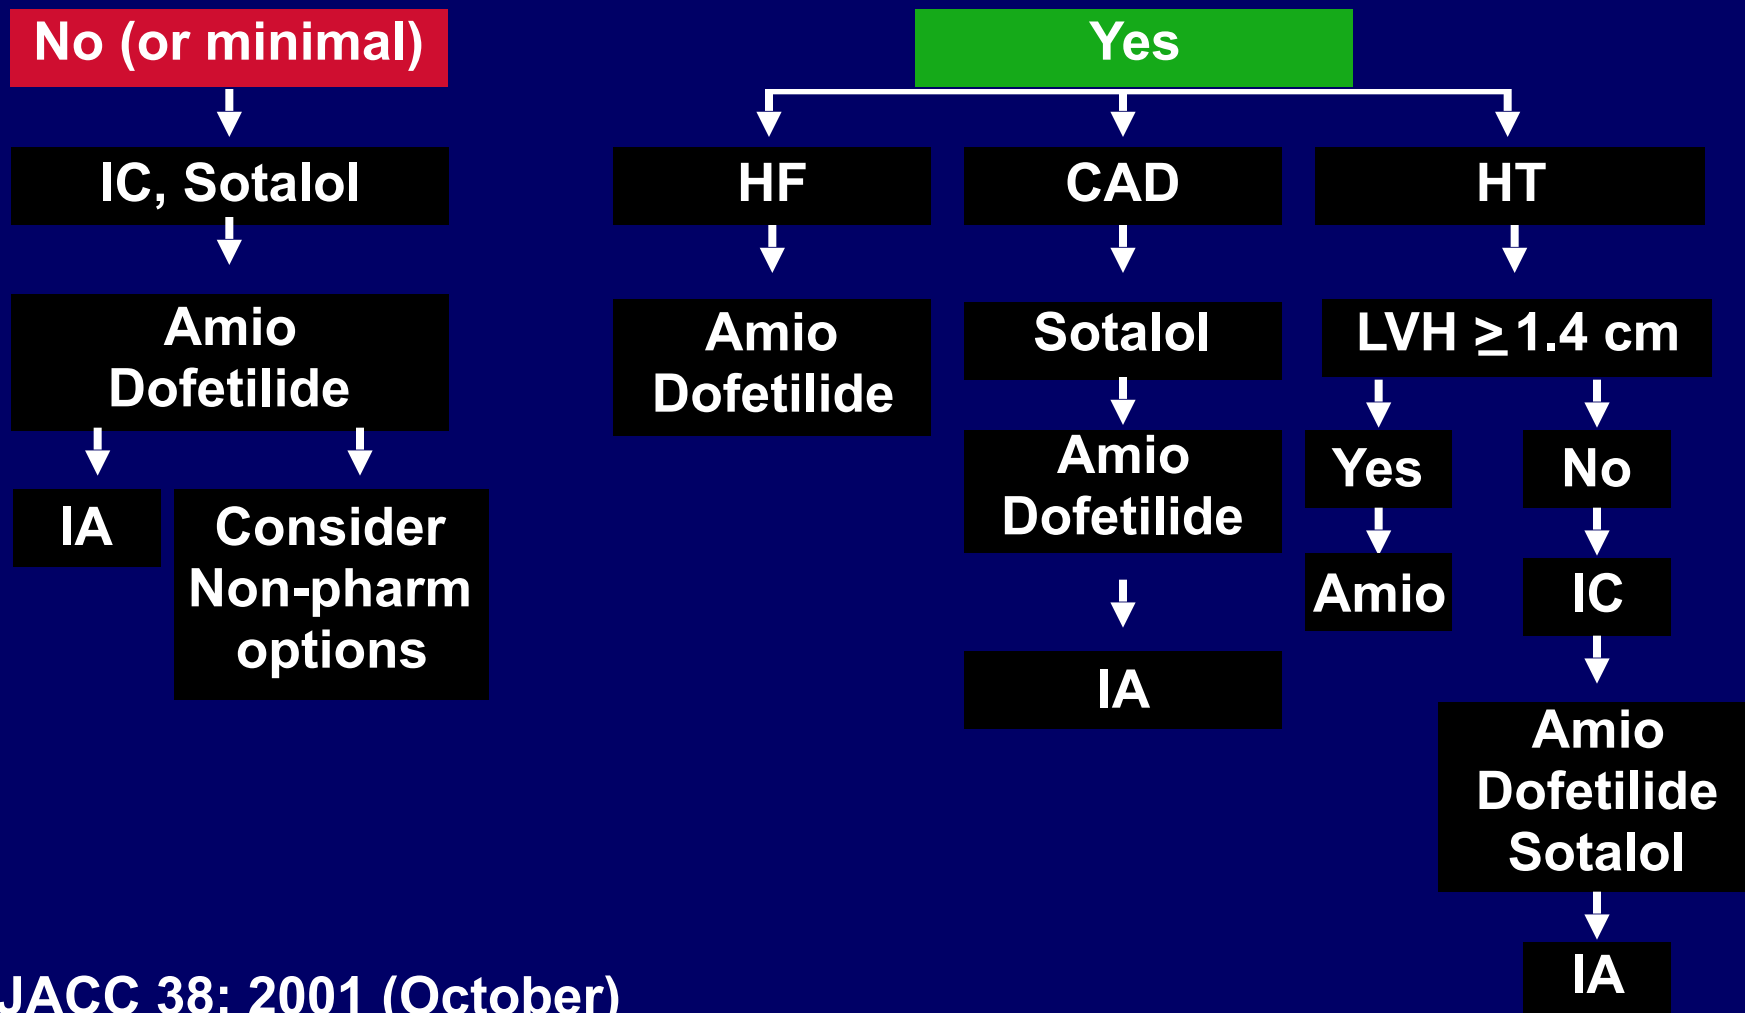 No (or minimal)
IC, Sotalol
Amio
Dofetilide
IA
Consider
Non-pharm
options
Yes
HF
Amio
Dofetilide
CAD
Sotalol
Amio
Dofetilide
IA
HT
LVH ≥ 1.4 cm
Yes
Amio
No
IC
Amio
Dofetilide
Sotalol
IA
JACC 38: 2001 (October)